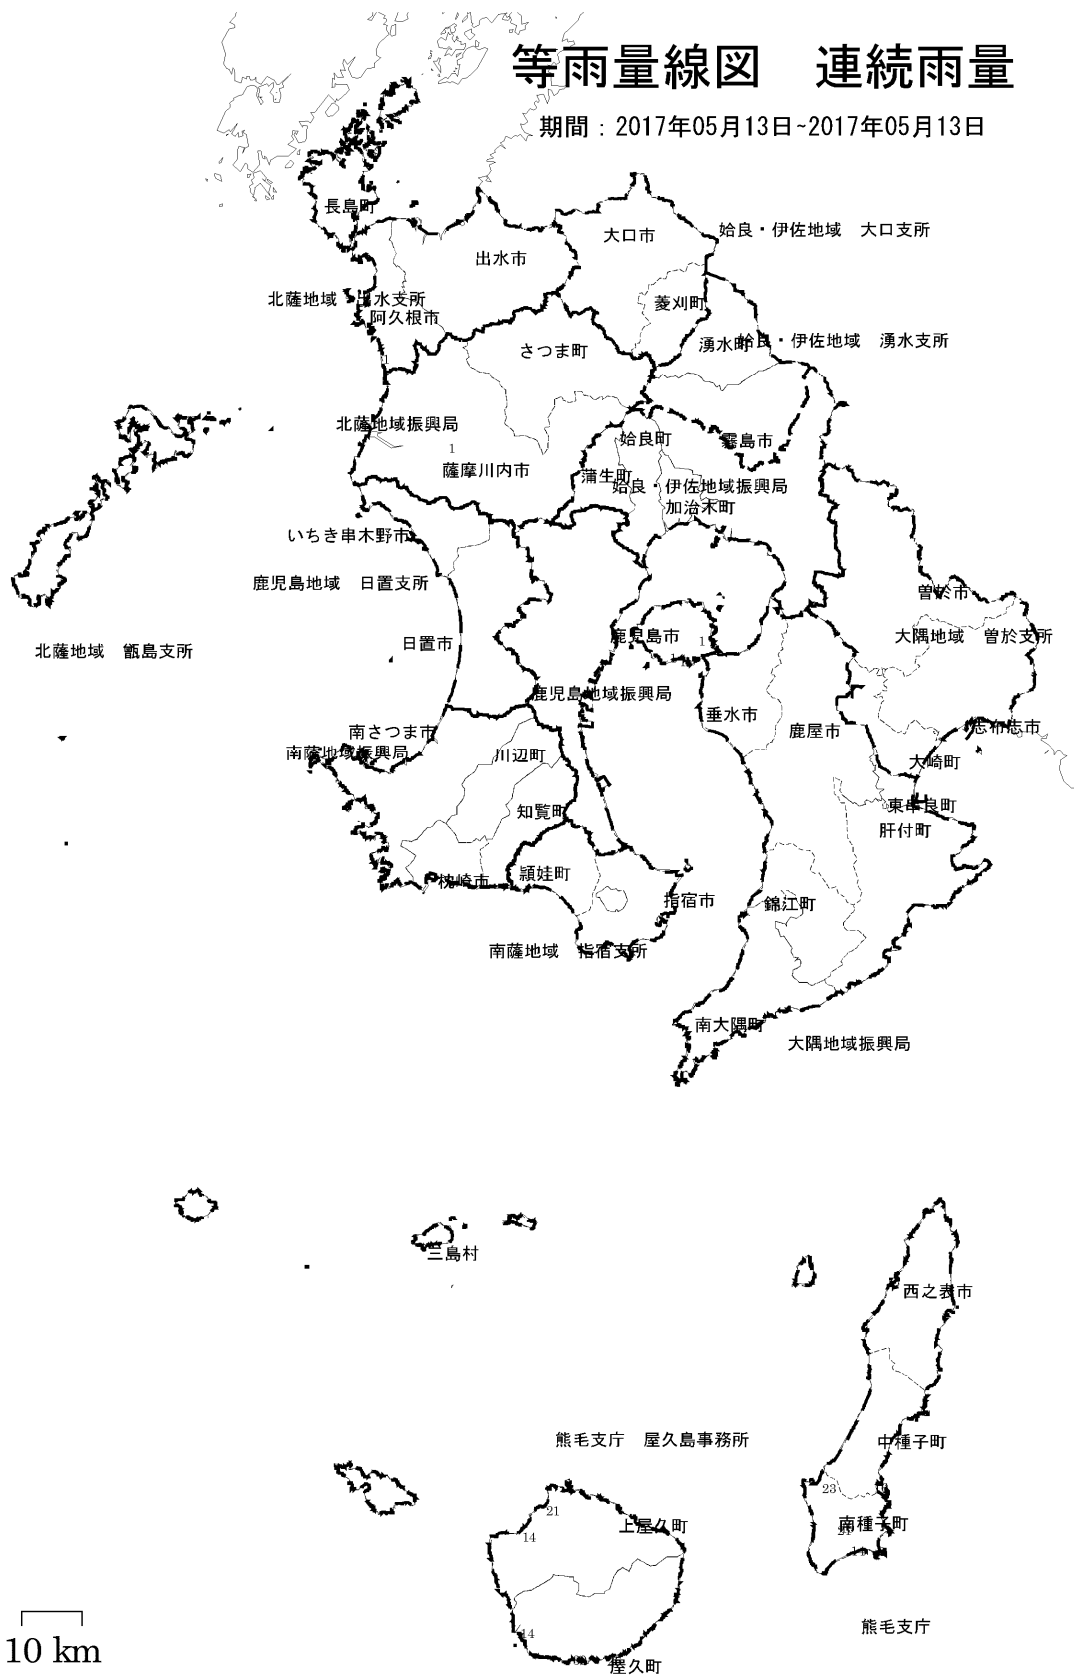 等雨量線図　連続雨量
期間：2017年05月13日~2017年05月13日
長島町
大口市
姶良・伊佐地域　大口支所
出水市
北薩地域　出水支所
菱刈町
阿久根市
湧水町
姶良・伊佐地域　湧水支所
さつま町
北薩地域振興局
姶良町
霧島市
1
薩摩川内市
蒲生町
姶良・伊佐地域振興局
加治木町
いちき串木野市
鹿児島地域　日置支所
曽於市
鹿児島市
1
大隅地域　曽於支所
日置市
北薩地域　甑島支所
鹿児島地域振興局
垂水市
鹿屋市
志布志市
南さつま市
南薩地域振興局
川辺町
大崎町
知覧町
東串良町
肝付町
頴娃町
枕崎市
指宿市
錦江町
南薩地域　指宿支所
南大隅町
大隅地域振興局
三島村
西之表市
熊毛支庁　屋久島事務所
中種子町
23
21
上屋久町
南種子町
14
14
熊毛支庁
屋久町
10 km